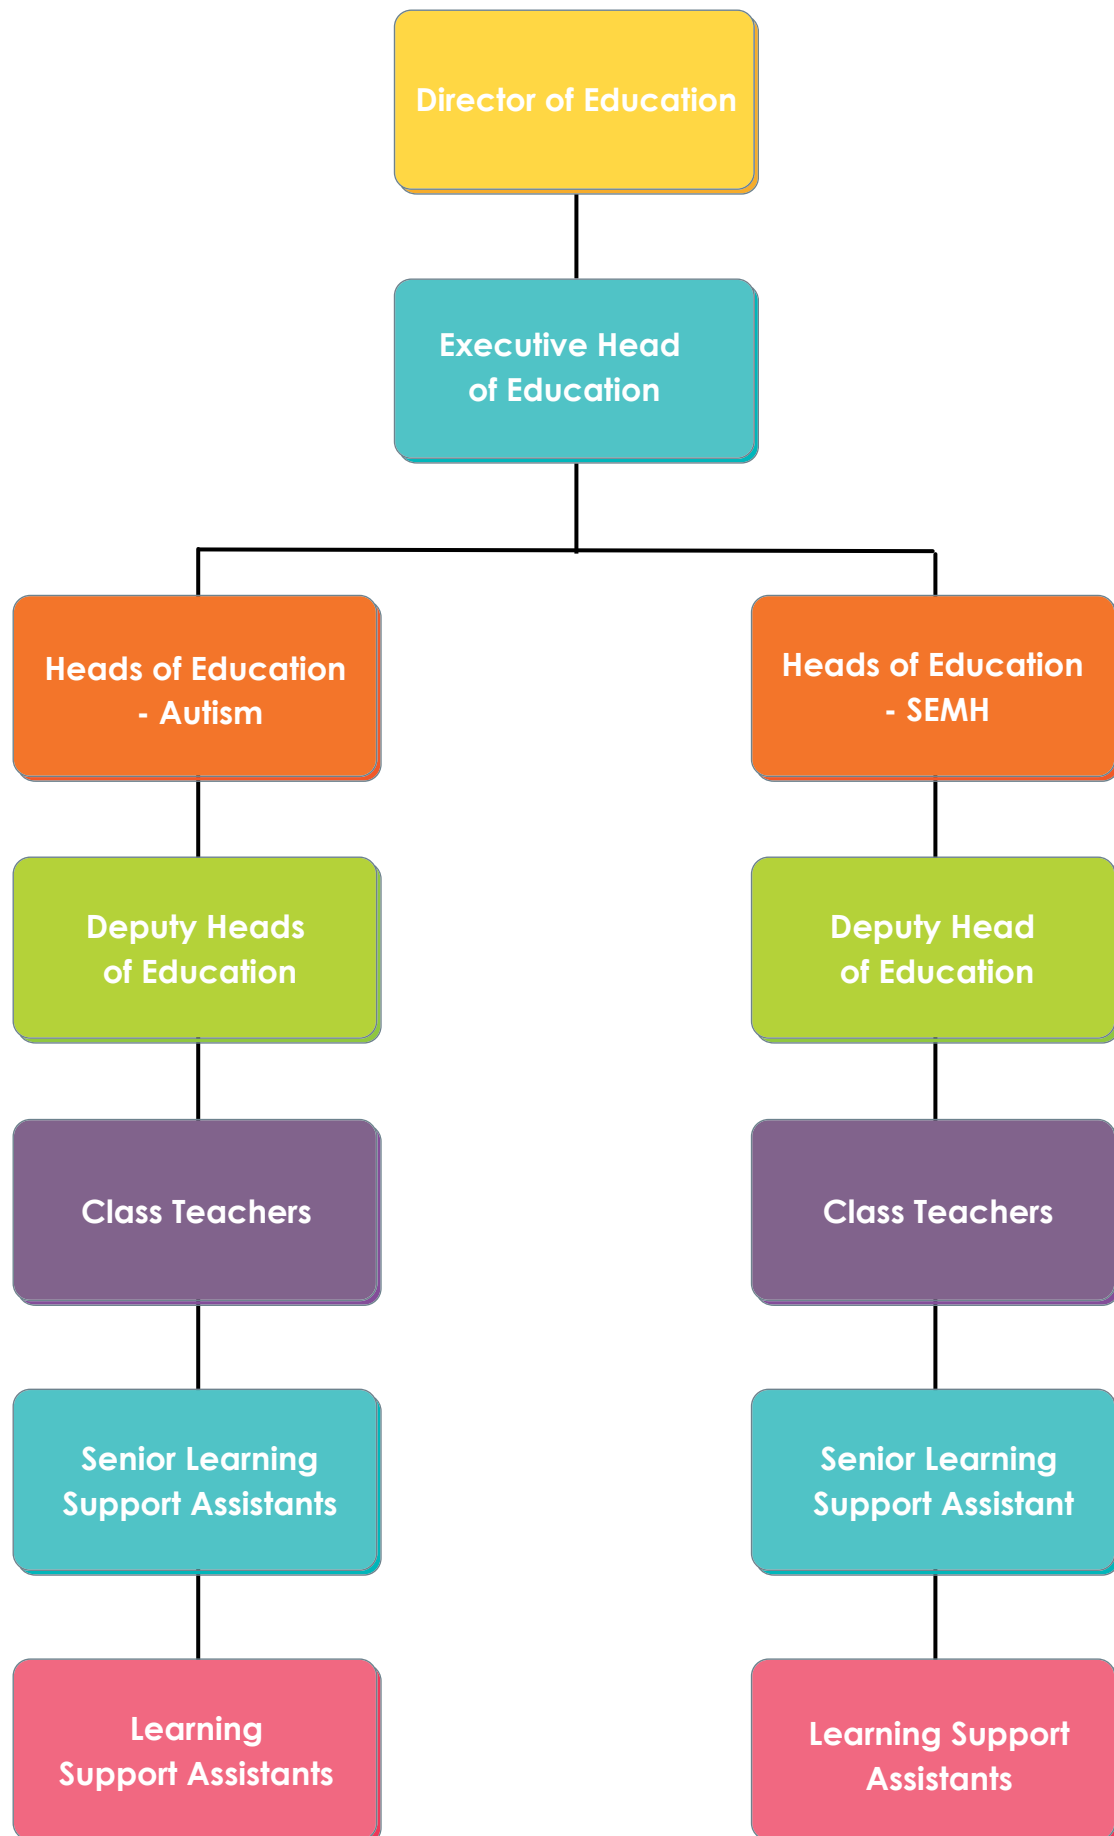 Director of Education
Executive Head
of Education
Heads of Education
- Autism
Heads of Education
- SEMH
Deputy Heads
of Education
Deputy Head
of Education
Class Teachers
Class Teachers
Senior Learning
Support Assistants
Senior Learning
Support Assistant
Learning
Support Assistants
Learning Support
Assistants